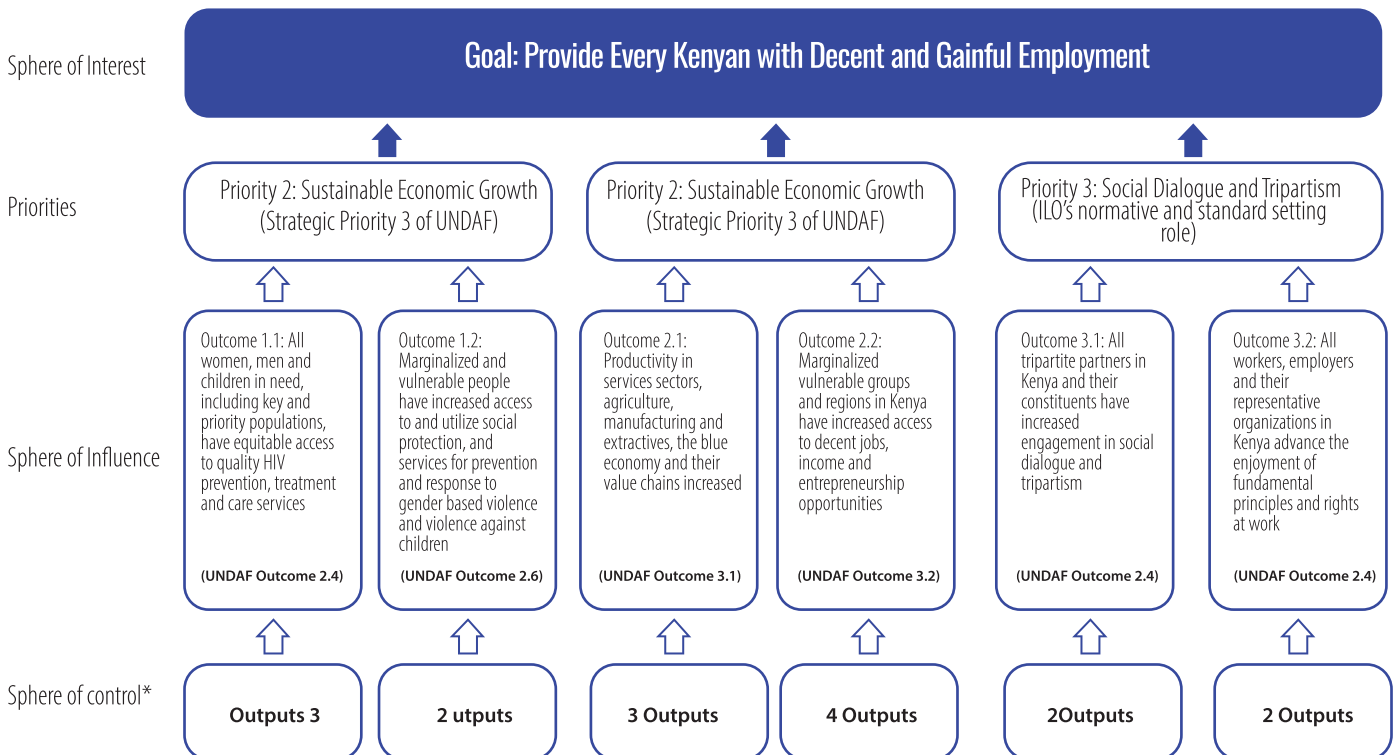 Sphere of Interest
Goal: Provide Every Kenyan with Decent and Gainful Employment
Priorities
Priority 2: Sustainable Economic Growth
(Strategic Priority 3 of UNDAF)
Priority 2: Sustainable Economic Growth
(Strategic Priority 3 of UNDAF)
Priority 3: Social Dialogue and Tripartism
(ILO's normative and standard setting
role)
Sphere of Influence
Outcome 1.1: All
women, men and
children in need,
including key and
priority populations,
have equitable access
to quality HIV
prevention, treatment
and care services
(UNDAF Outcome 2.4)
Outcome 1.2:
Marginalized and
vulnerable people
have increased access
to and utilize social
protection, and
services for prevention
and response to
gender based violence
and violence against
children
(UNDAF Outcome 2.6)
Outcome 2.1:
Productivity in
services sectors,
agriculture,
manufacturing and
extractives, the blue
economy and their
value chains increased
(UNDAF Outcome 3.1)
Outcome 2.2:
Marginalized
vulnerable groups
and regions in Kenya
have increased access
to decent jobs,
income and
entrepreneurship
opportunities
(UNDAF Outcome 3.2)
Outcome 3.1: All
tripartite partners in
Kenya and their
constituents have
increased
engagement in social
dialogue and
tripartism
(UNDAF Outcome 2.4)
Outcome 3.2: All
workers, employers
and their
representative
organizations in
Kenya advance the
enjoyment of
fundamental
principles and rights
at work
(UNDAF Outcome 2.4)
Sphere of control*
Outputs 3
2 utputs
3 Outputs
4 Outputs
2Outputs
2 Outputs